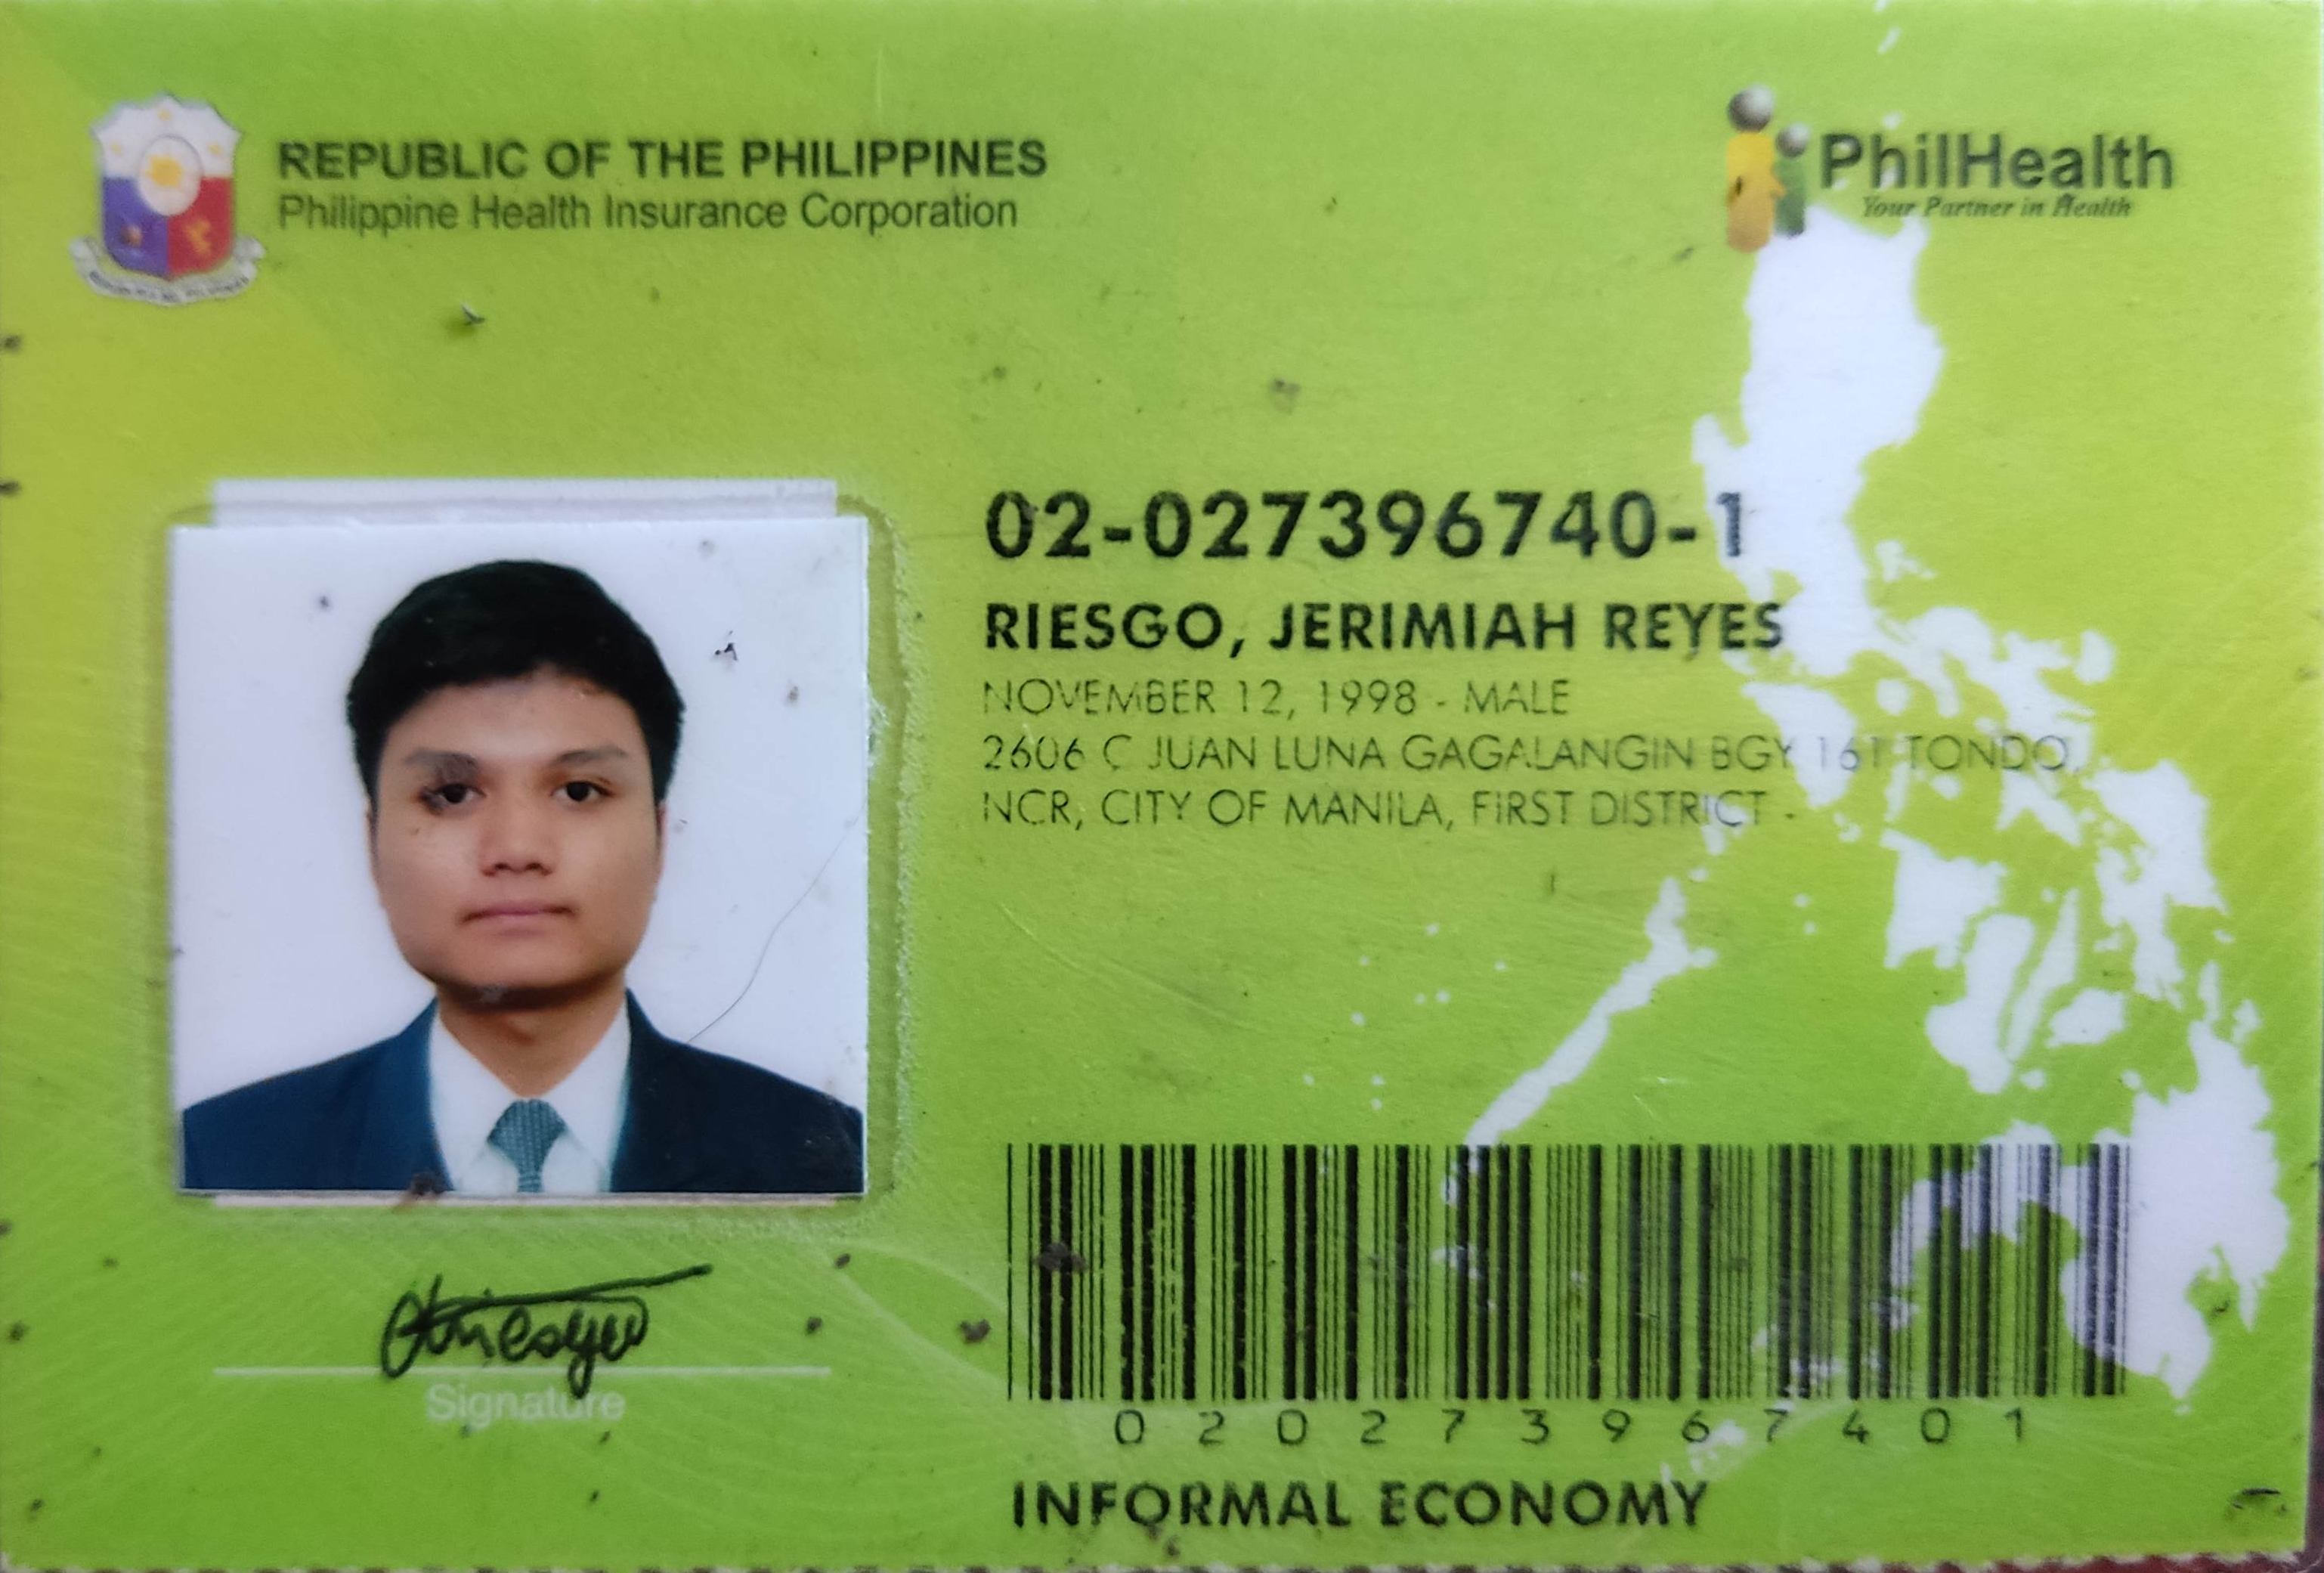 REPUBLIC OF THE PHILIPPINES
Philippine Health Insurance Corporation
PhilHealth
Your Partner in Health
02-027396740-1
RIESGO, JERIMIAH REYES
NOVEMBER 12, 1998 - MALE
2606 C JUAN LUNA GAGALANGIN BGY 161 TONDO,
NCR, CITY OF MANILA, FIRST DISTRICT -
Signature
0 2 0 2 7 3 9 6 7 4 0 1
INFORMAL ECONOMY